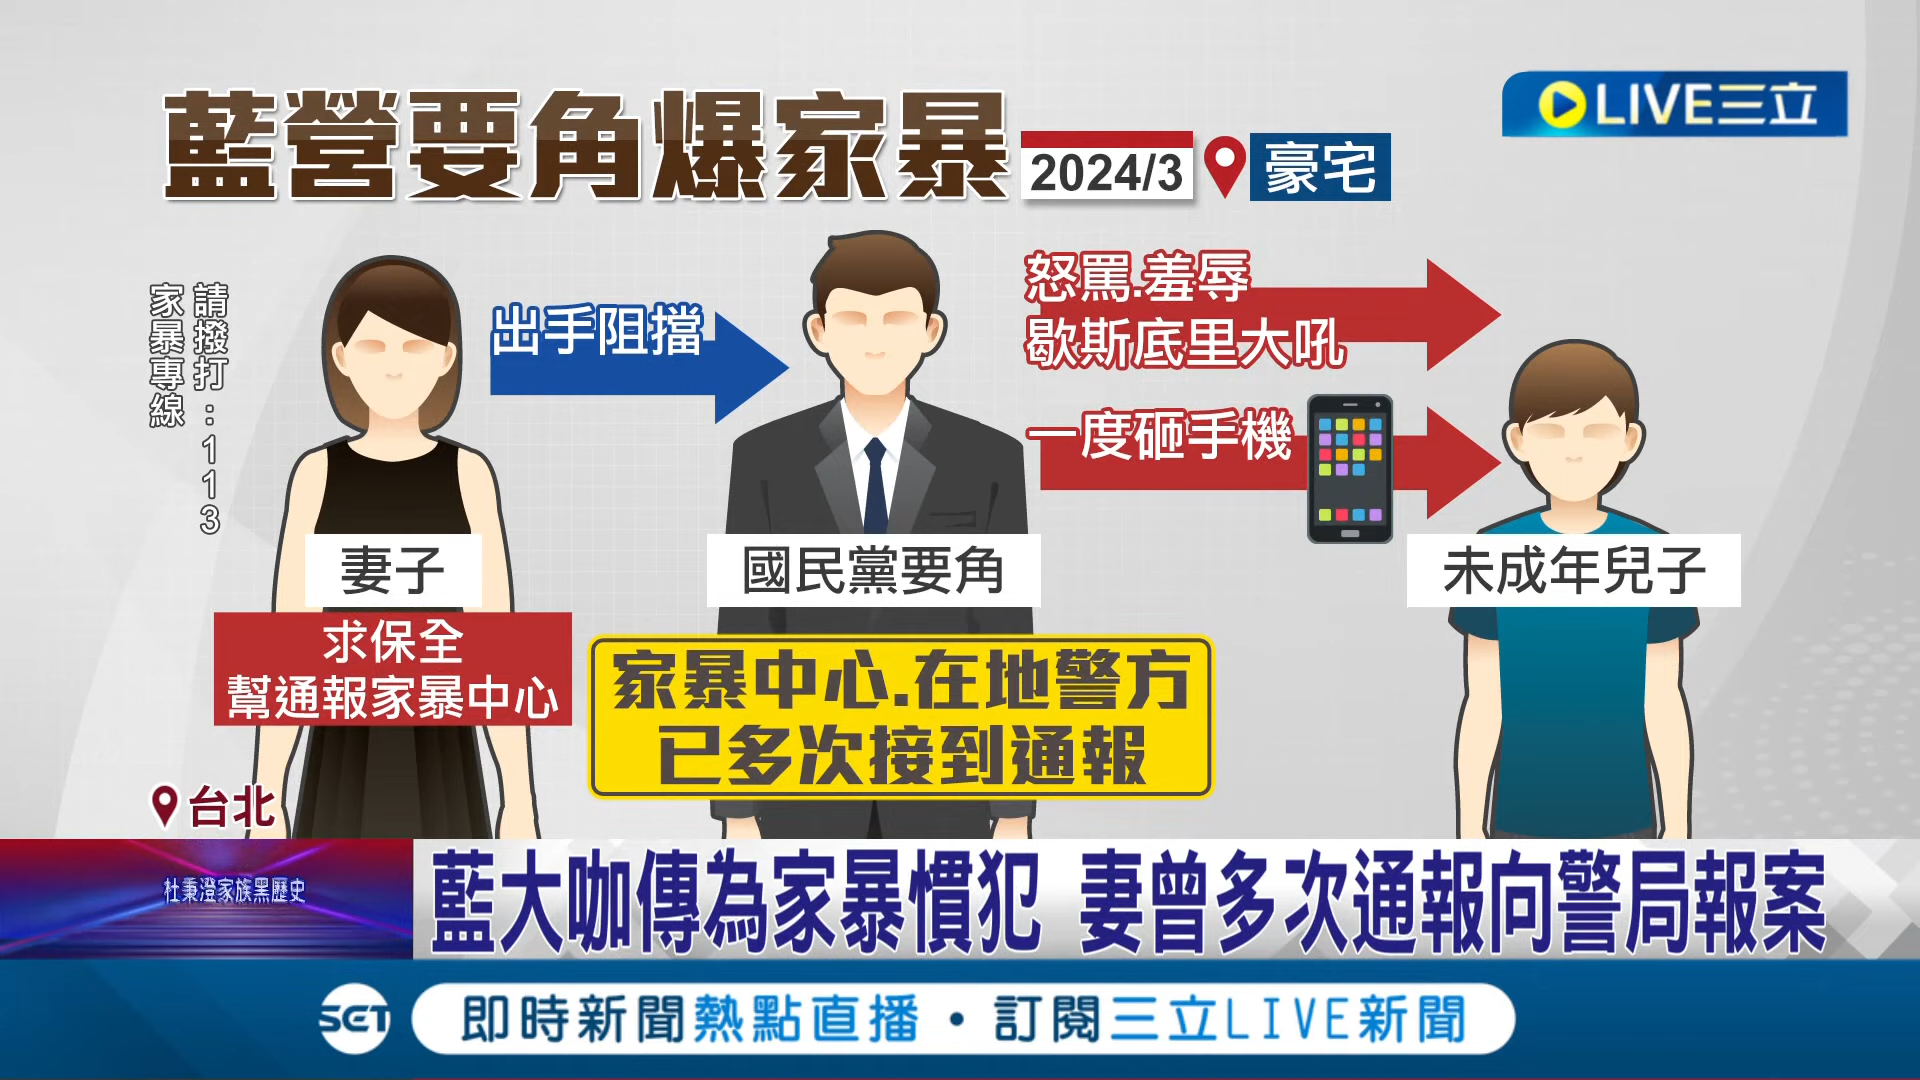 藍營要角爆家暴
2024/3
豪宅
LIVE三立
請撥打：113
家暴專線
出手阻擋
怒罵.羞辱
歇斯底里大吼
一度砸手機
妻子
國民黨要角
未成年兒子
求保全
幫通報家暴中心
家暴中心.在地警方
已多次接到通報
台北
杜秉澄家族黑歷史
藍大咖傳為家暴慣犯 妻曾多次通報向警局報案
SET
即時新聞熱點直播・訂閱三立LIVE新聞